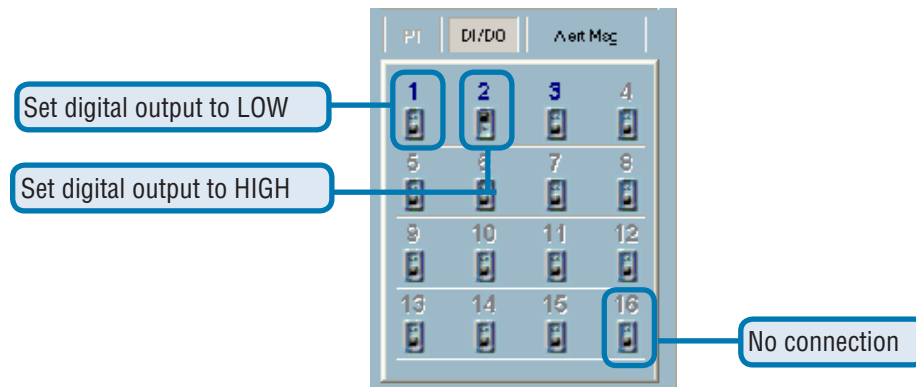 PT DI/DO Alert Msg
Set digital output to LOW
1 2 3 4
Set digital output to HIGH
5 6 7 8
9 10 11 12
13 14 15 16
No connection